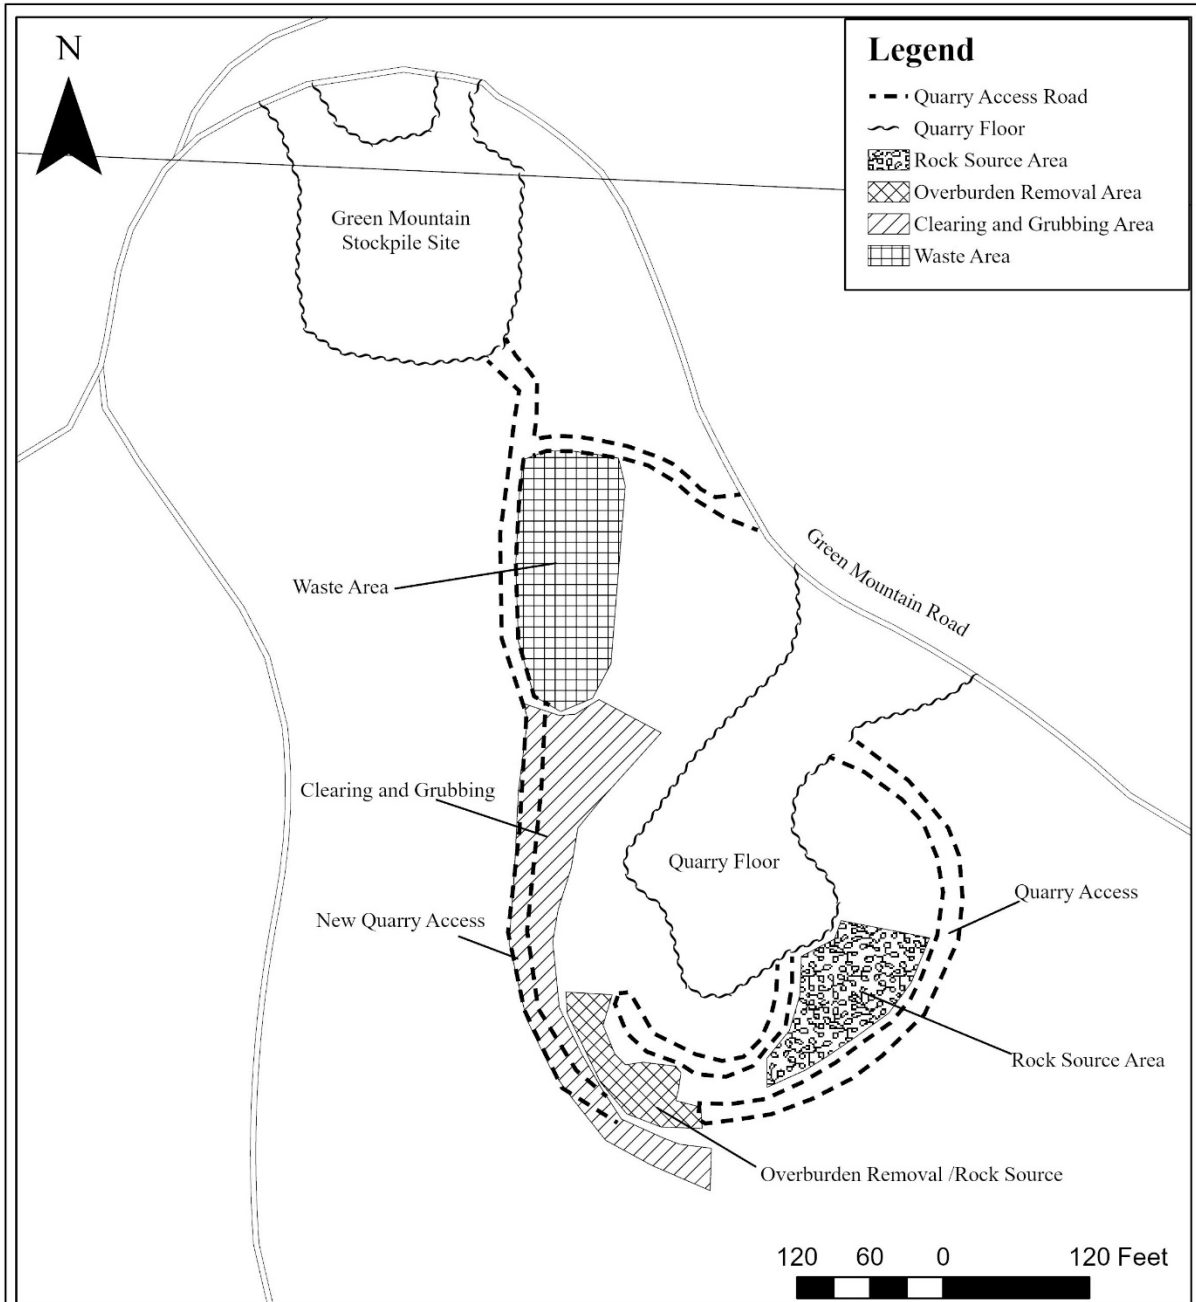 N
Legend
Quarry Access Road
Quarry Floor
Rock Source Area
Overburden Removal Area
Clearing and Grubbing Area
Waste Area
Green Mountain
Stockpile Site
Green Mountain Road
Waste Area
Clearing and Grubbing
Quarry Floor
Quarry Access
New Quarry Access
Rock Source Area
Overburden Removal /Rock Source
120 60 0 120 Feet